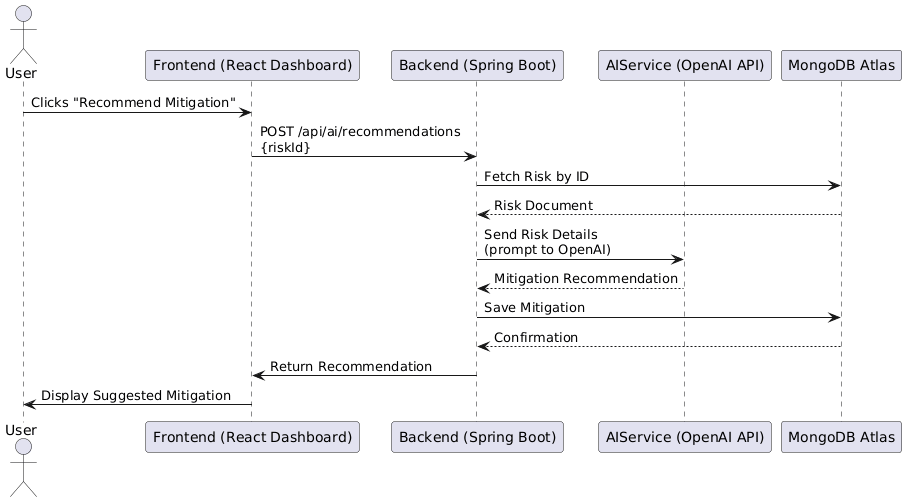 User
Frontend (React Dashboard)
Backend (Spring Boot)
AIService (OpenAI API)
MongoDB Atlas
Clicks "Recommend Mitigation"
POST /api/ai/recommendations
{riskId}
Fetch Risk by ID
Risk Document
Send Risk Details
(prompt to OpenAI)
Mitigation Recommendation
Save Mitigation
Confirmation
Return Recommendation
Display Suggested Mitigation
User
Frontend (React Dashboard)
Backend (Spring Boot)
AIService (OpenAI API)
MongoDB Atlas